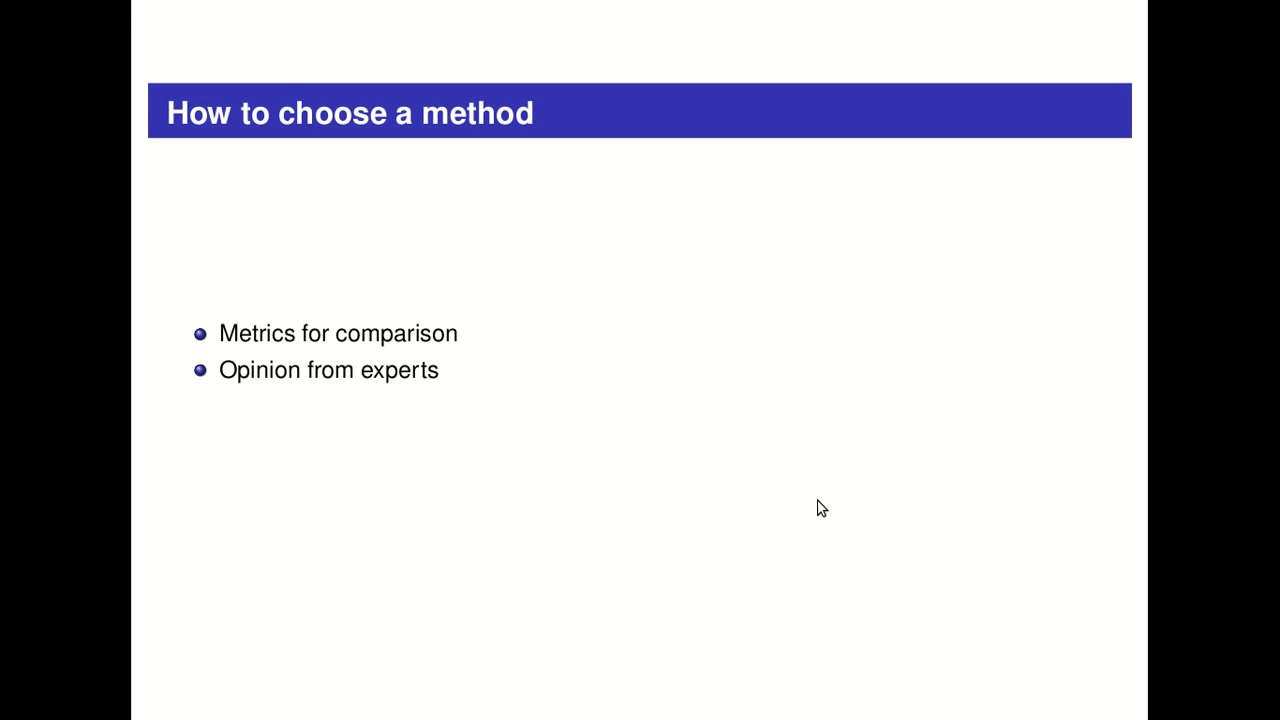 How to choose a method
Metrics for comparison
Opinion from experts